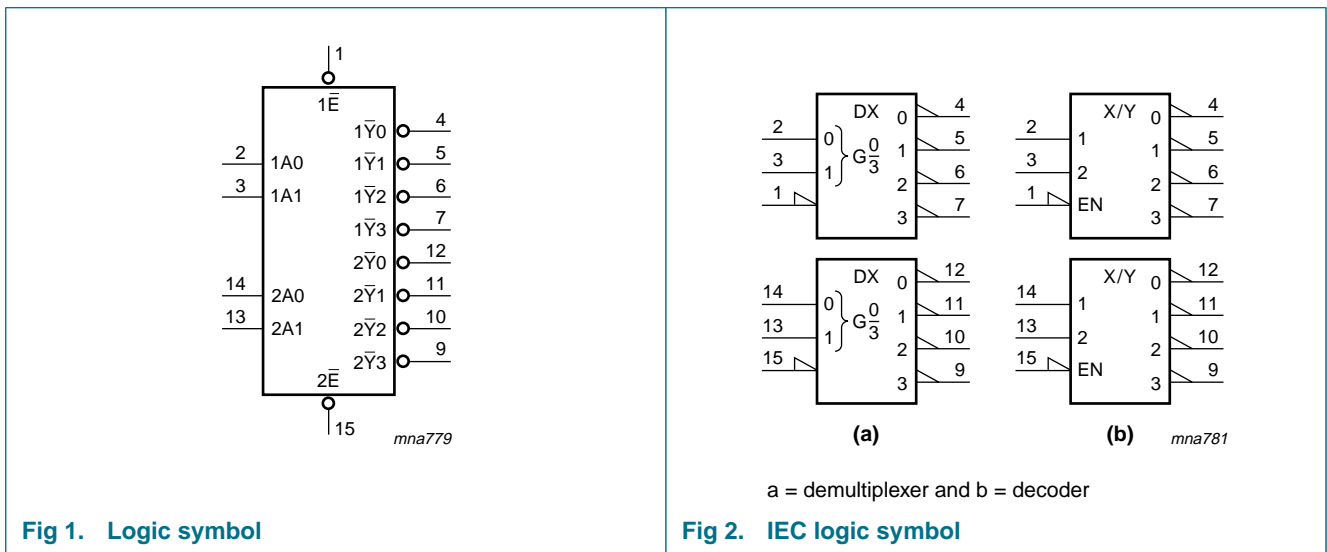 1
1E̅
1Y̅0 4
2 1A0 1Y̅1 5
3 1A1 1Y̅2 6
1Y̅3 7
2Y̅0 12
14 2A0 2Y̅1 11
13 2A1 2Y̅2 10
2Y̅3 9
2E̅
15
mna779
Fig 1. Logic symbol
DX 0 4
2 0 1 5
3 1 G 0/3 2 6
1 3 7
DX 0 12
14 0 1 11
13 1 G 0/3 2 10
15 3 9
(a)
X/Y 0 4
2 1 1 5
3 2 2 6
1 EN 3 7
X/Y 0 12
14 1 1 11
13 2 2 10
15 EN 3 9
(b)
mna781
a = demultiplexer and b = decoder
Fig 2. IEC logic symbol